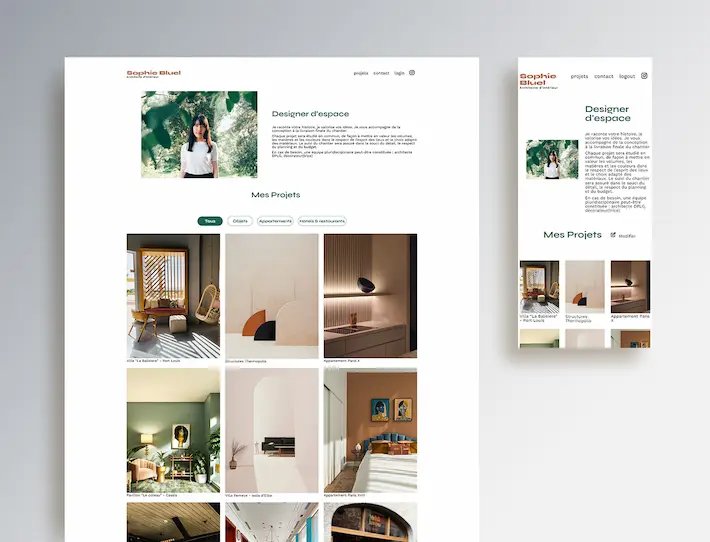 Sophie Bluel
Architecte d'intérieur
projets contact login
Designer d'espace
Je raconte votre histoire, je valorise vos idées. Je vous accompagne de la
conception à la livraison finale du chantier.
Chaque projet sera étudié en commun, de façon à mettre en valeur les volumes,
les matières et les couleurs dans le respect de l'esprit des lieux et le choix adapté
des matériaux. Le suivi du chantier sera assuré dans le souci du détail, le respect
du planning et du budget.
En cas de besoin, une équipe pluridisciplinaire peut-être constituée : architecte
DPLG, décorateur(trice)
Mes Projets
Tous Objets Appartements Hotels & restaurants
Villa "La Balisiere" - Port Louis
Structures Thermopolis
Appartement Paris X
Pavillon "Le coteau" - Cassis
Villa Ferneze - Isola d'Elba
Appartement Paris XVIII
Sophie
Bluel
Architecte d'intérieur
projets contact logout
Designer
d'espace
Je raconte votre histoire, je
valorise vos idées. Je vous
accompagne de la conception
à la livraison finale du chantier.
Chaque projet sera étudié en
commun, de façon à mettre en
valeur les volumes, les
matières et les couleurs dans
le respect de l'esprit des lieux
et le choix adapté des
matériaux. Le suivi du chantier
sera assuré dans le souci du
détail, le respect du planning
et du budget.
En cas de besoin, une équipe
pluridisciplinaire peut-être
constituée : architecte DPLG,
décorateur(trice)
Mes Projets
Modifier
Villa "La Balisiere"
- Port Louis
Structures
Thermopolis
Appartement Paris
X